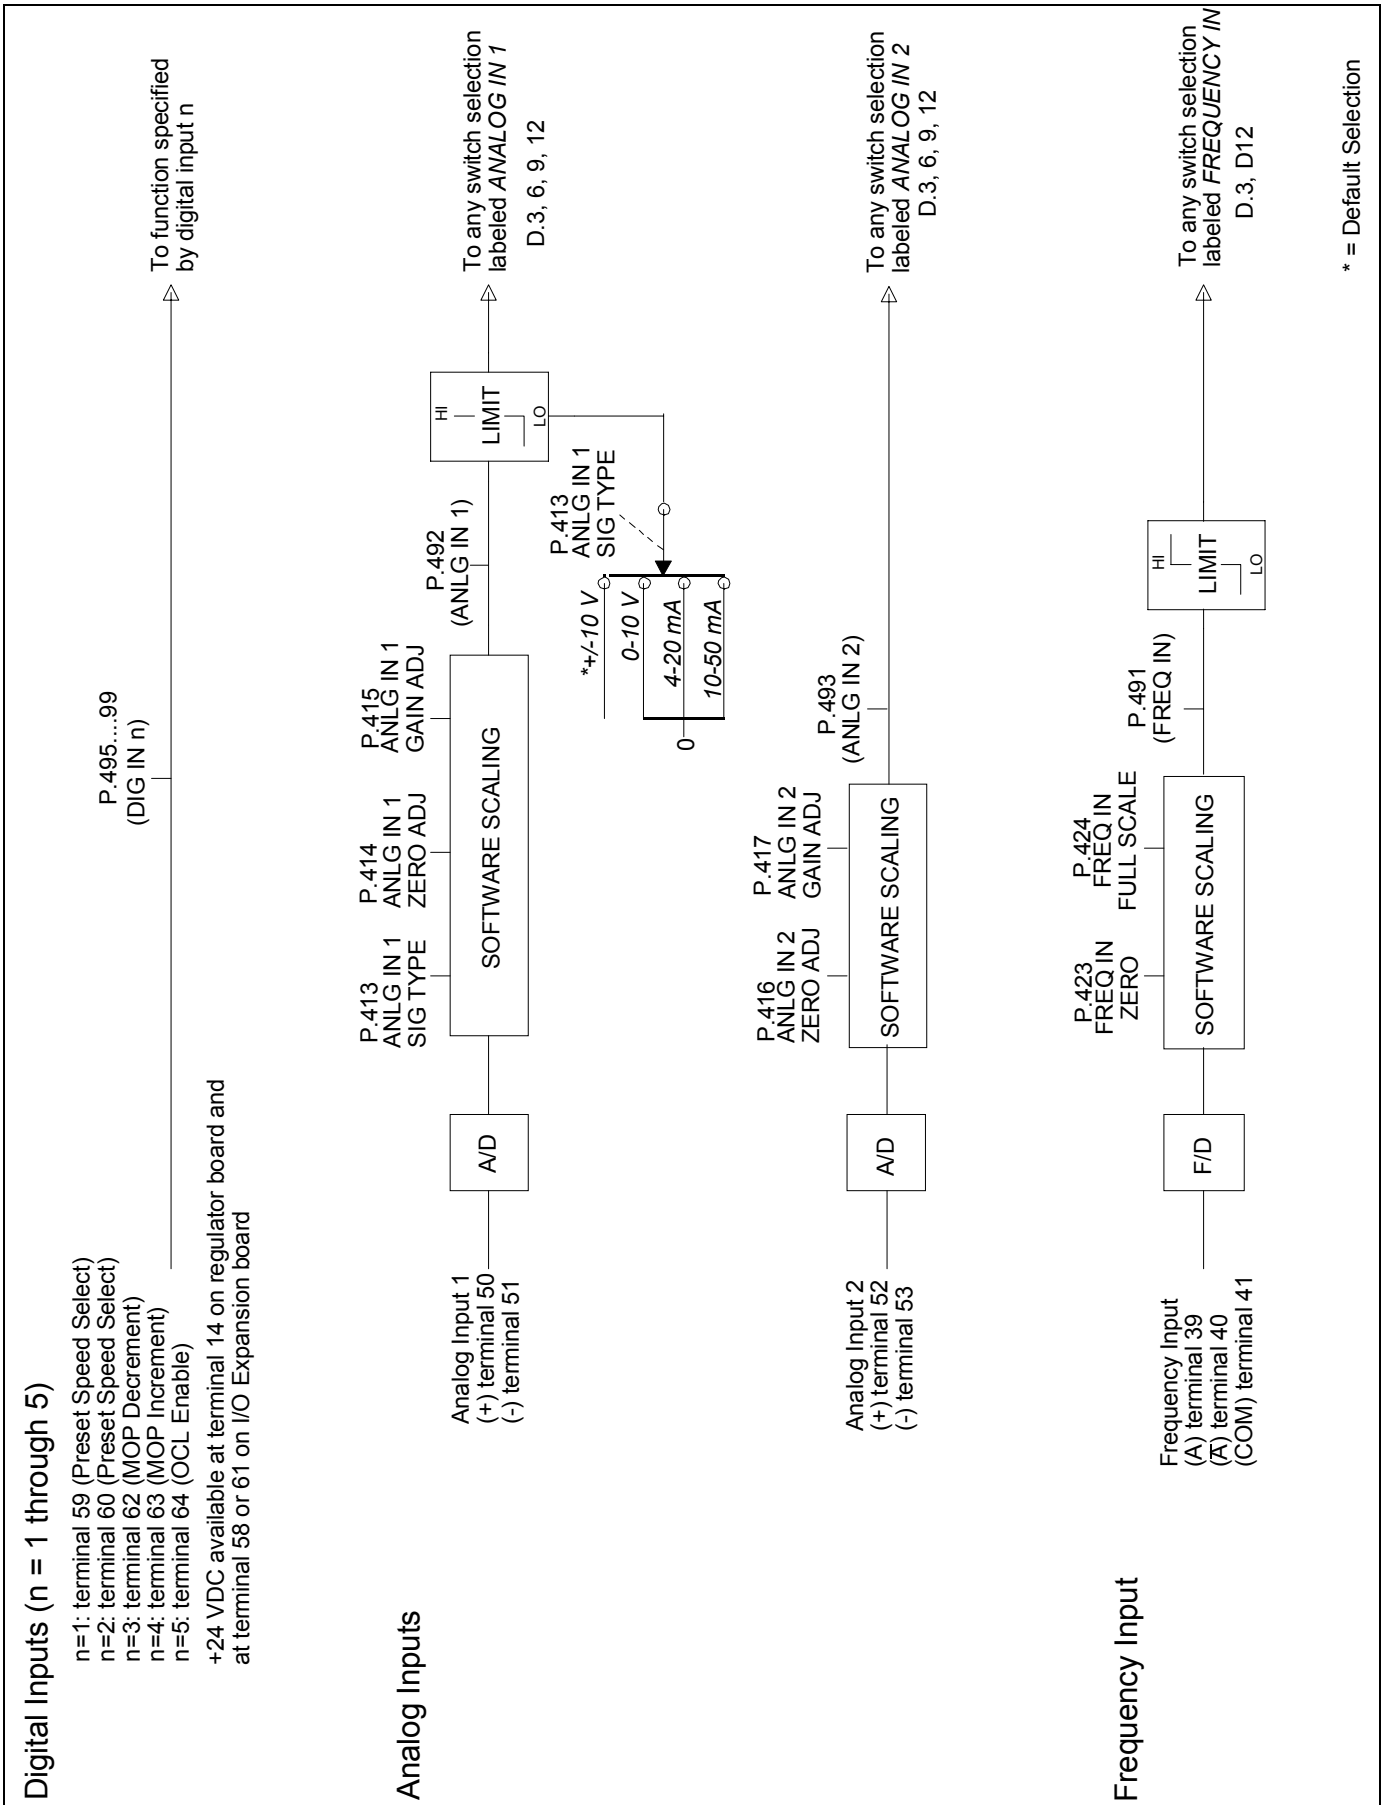 Digital Inputs (n = 1 through 5)
n=1: terminal 59 (Preset Speed Select)
n=2: terminal 60 (Preset Speed Select)
n=3: terminal 62 (MOP Decrement)
n=4: terminal 63 (MOP Increment)
n=5: terminal 64 (OCL Enable)
+24 VDC available at terminal 14 on regulator board and
at terminal 58 or 61 on I/O Expansion board
P.495...99
(DIG IN n)
To function specified
by digital input n
Analog Inputs
Analog Input 1
(+) terminal 50
(-) terminal 51
A/D
P.413
ANLG IN 1
SIG TYPE
P.414
ANLG IN 1
ZERO ADJ
P.415
ANLG IN 1
GAIN ADJ
SOFTWARE SCALING
P.492
(ANLG IN 1)
HI
LIMIT
LO
P.413
ANLG IN 1
SIG TYPE
*+/-10 V
0-10 V
4-20 mA
10-50 mA
0
To any switch selection
labeled ANALOG IN 1
D.3, 6, 9, 12
Analog Input 2
(+) terminal 52
(-) terminal 53
A/D
P.416
ANLG IN 2
ZERO ADJ
P.417
ANLG IN 2
GAIN ADJ
SOFTWARE SCALING
P.493
(ANLG IN 2)
To any switch selection
labeled ANALOG IN 2
D.3, 6, 9, 12
Frequency Input
Frequency Input
(A) terminal 39
(A̅) terminal 40
(COM) terminal 41
F/D
P.423
FREQ IN
ZERO
P.424
FREQ IN
FULL SCALE
SOFTWARE SCALING
P.491
(FREQ IN)
HI
LIMIT
LO
To any switch selection
labeled FREQUENCY IN
D.3, D12
* = Default Selection